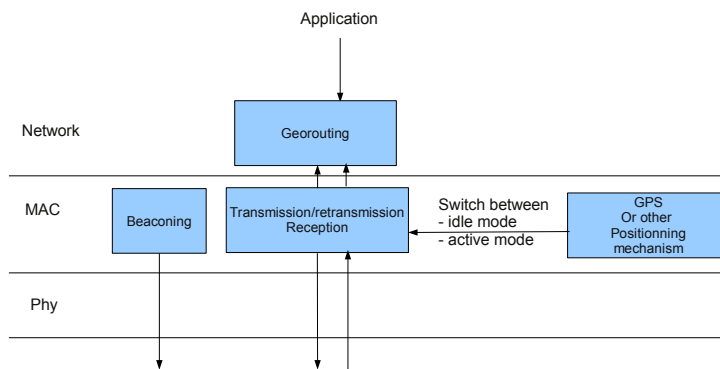 Application
Network
Georouting
MAC
Beaconing
Transmission/retransmission
Reception
Switch between
- idle mode
- active mode
GPS
Or other
Positionning
mechanism
Phy